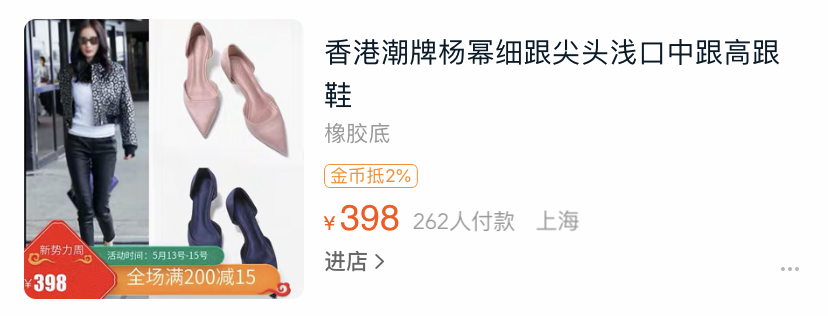 香港潮牌杨幂细跟尖头浅口中跟高跟
鞋
橡胶底
金币抵2%
¥398 262人付款 上海
进店 >
新势力周
活动时间：5月13号-15号
全场满200减15
¥398